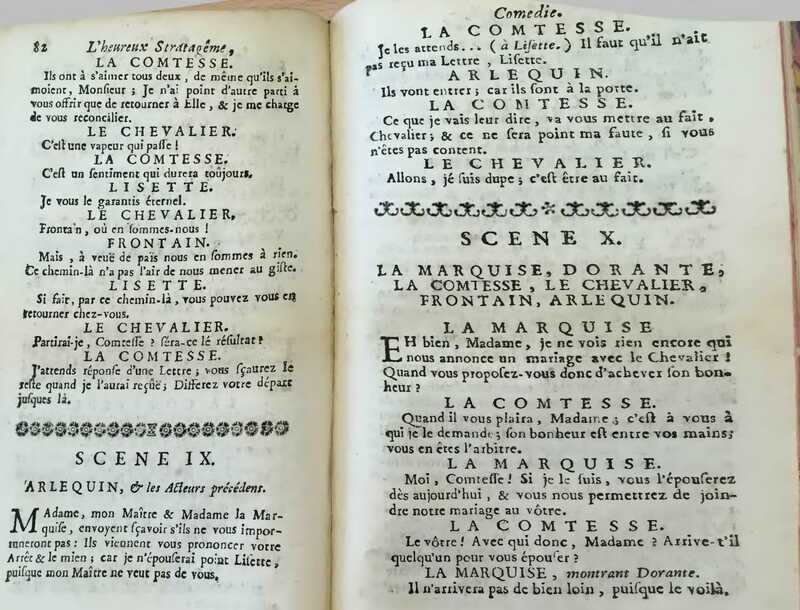 82 L'heureux Stratagême,
LA COMTESSE.
Ils ont à s'aimer tous deux, de même qu'ils s'ai-
moient, Monsieur; Je n'ai point d'autre parti à
vous offrir que de retourner à Elle, & je me charge
de vous reconcilier.
LE CHEVALIER.
C'est une vapeur qui passe!
LA COMTESSE.
C'est un sentiment qui durera toûjours.
LISETTE.
Je vous le garantis éternel.
LE CHEVALIER,
Fronta'n, où en sommes-nous!
FRONTAIN.
Mais, à veuë de païs nous en sommes à rien.
Ce chemin-là n'a pas l'air de nous mener au giste.
LISETTE.
Si fait, par ce chemin-là, vous pouvez vous en
retourner chez-vous.
LE CHEVALIER.
Partirai-je, Comtesse? sera-ce lé résultat?
LA COMTESSE.
J'attends réponse d'une Lettre; vous sçaurez le
reste quand je l'aurai reçûë; Differez votre départ
jusques là.
SCENE IX.
ARLEQUIN, & les Acteurs précédens.
MAdame, mon Maître & Madame la Mar-
quise, envoyent sçavoir s'ils ne vous impor-
tuneront pas: Ils viennent vous prononcer votre
Arrêt & le mien; car je n'épouserai point Lisette,
puisque mon Maître ne veut pas de vous.
Comedie.
LA COMTESSE.
Je les attends... (à Lisette.) Il faut qu'il n'ait
pas reçu ma Lettre, Lisette.
ARLEQUIN.
Ils vont entrer; car ils sont à la porte.
LA COMTESSE.
Ce que je vais leur dire, va vous mettre au fait.
Chevalier; & ce ne sera point ma faute, si vous
n'êtes pas content.
LE CHEVALIER.
Allons, jé suis dupe; c'est être au fait.
SCENE X.
LA MARQUISE, DORANTE,
LA COMTESSE, LE CHEVALIER,
FRONTAIN, ARLEQUIN.
LA MARQUISE
EH bien, Madame, je ne vois rien encore qui
nous annonce un mariage avec le Chevalier!
Quand vous proposez-vous donc d'achever son bon-
heur?
LA COMTESSE.
Quand il vous plaira, Madame; c'est à vous à
qui je le demande; son bonheur est entre vos mains;
vous en êtes l'arbitre.
LA MARQUISE.
Moi, Comtesse! Si je le suis, vous l'épouserez
dès aujourd'hui, & vous nous permettrez de join-
dre notre mariage au vôtre.
LA COMTESSE.
Le vôtre! Avec qui donc, Madame? Arrive-t'il
quelqu'un pour vous épouser?
LA MARQUISE, montrant Dorante.
Il n'arrivera pas de bien loin, puisque le voilà.